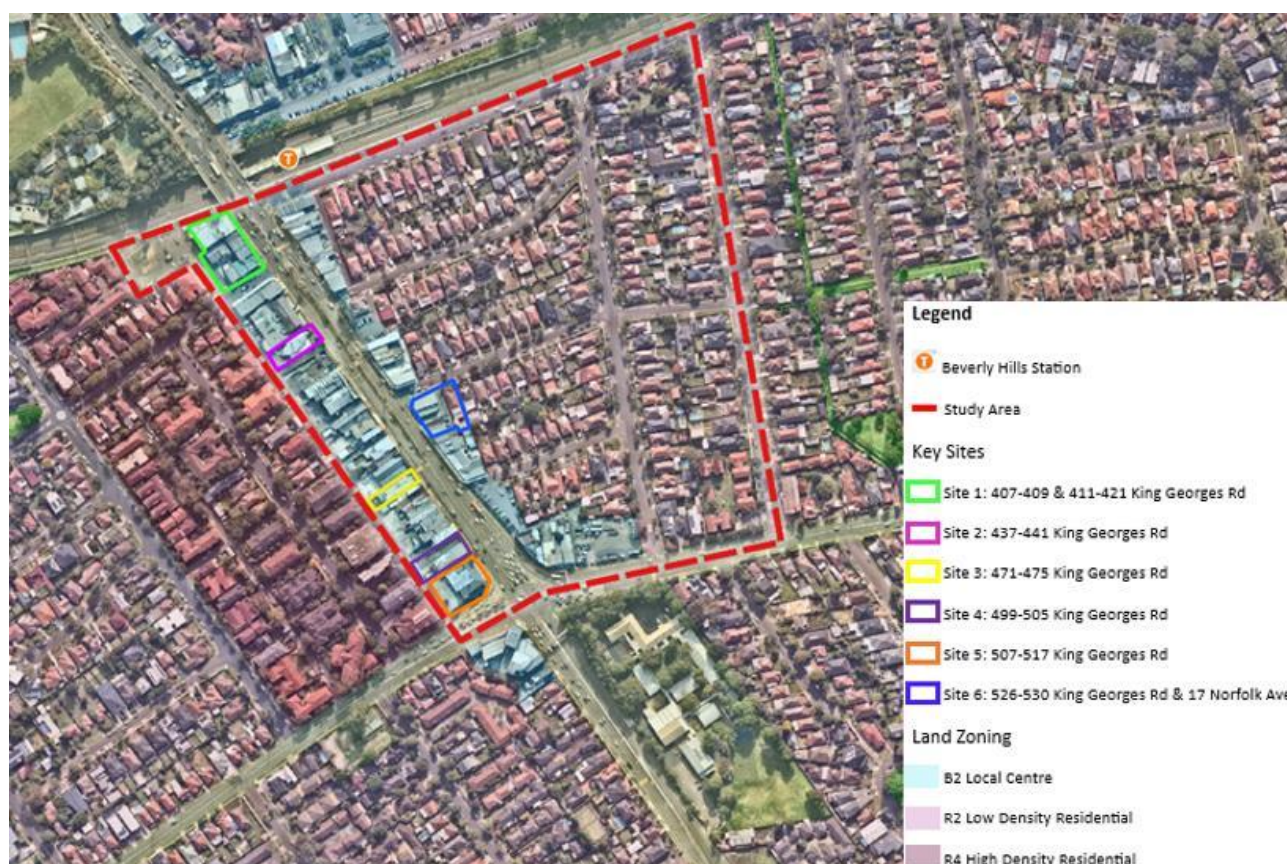 T
Legend
T Beverly Hills Station
Study Area
Key Sites
Site 1: 407-409 & 411-421 King Georges Rd
Site 2: 437-441 King Georges Rd
Site 3: 471-475 King Georges Rd
Site 4: 499-505 King Georges Rd
Site 5: 507-517 King Georges Rd
Site 6: 526-530 King Georges Rd & 17 Norfolk Ave
Land Zoning
B2 Local Centre
R2 Low Density Residential
R4 High Density Residential